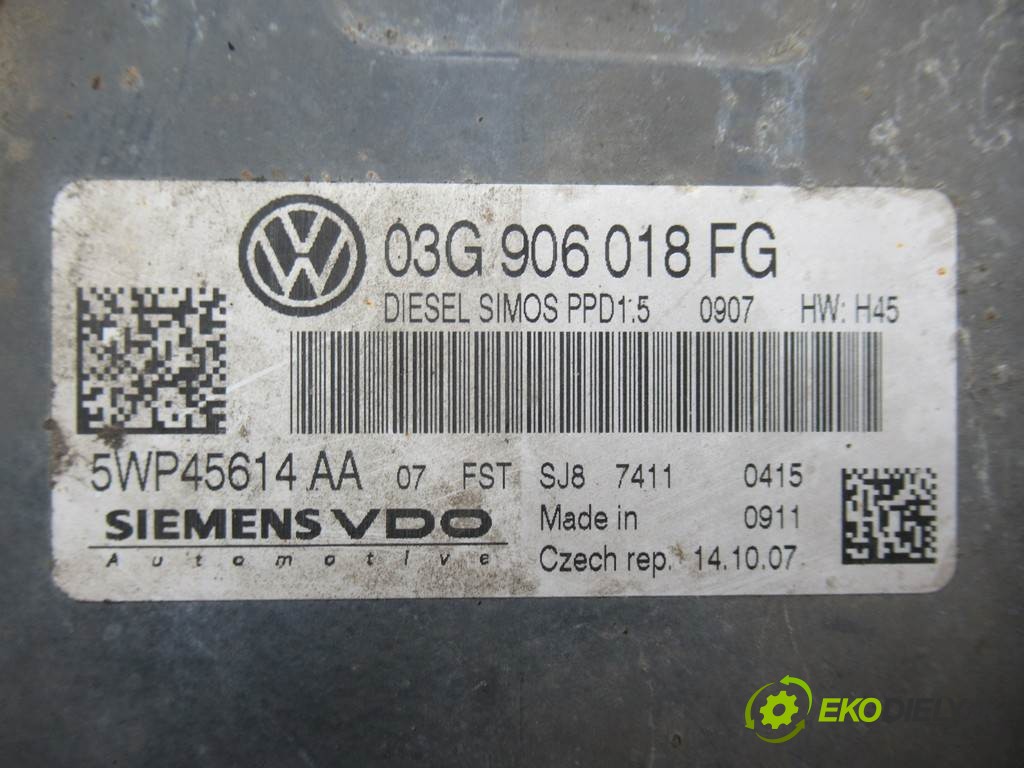 03G 906 018 FG
DIESEL SIMOS PPD1.5 0907 HW: H45
5WP45614 AA 07 FST SJ8 7411 0415
SIEMENS VDO
Automotive
Made in 0911
Czech rep. 14.10.07
EKODIELY